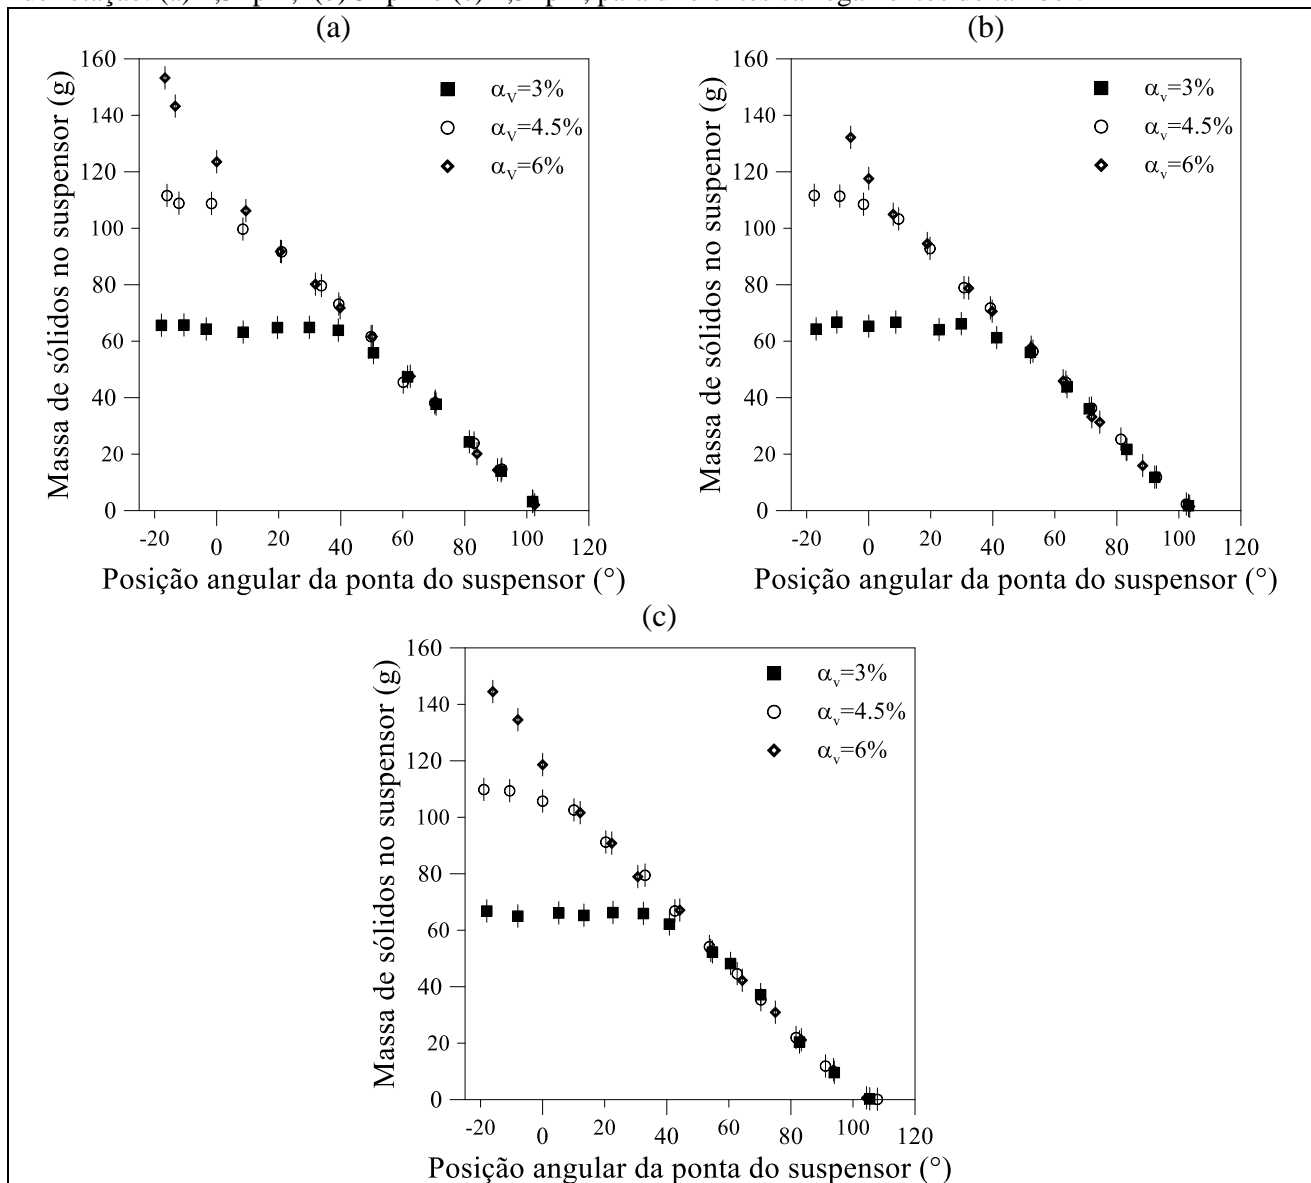 (a)
(b)
160
140
120
100
80
60
40
20
0
Massa de sólidos no suspensor (g)
αV=3%
αV=4.5%
αV=6%
-20 0 20 40 60 80 100 120
Posição angular da ponta do suspensor (°)
160
140
120
100
80
60
40
20
0
Massa de sólidos no suspenor (g)
αv=3%
αv=4.5%
αv=6%
-20 0 20 40 60 80 100 120
Posição angular da ponta do suspensor (°)
(c)
160
140
120
100
80
60
40
20
0
Massa de sólidos no suspensor (g)
αv=3%
αv=4.5%
αv=6%
-20 0 20 40 60 80 100 120
Posição angular da ponta do suspensor (°)